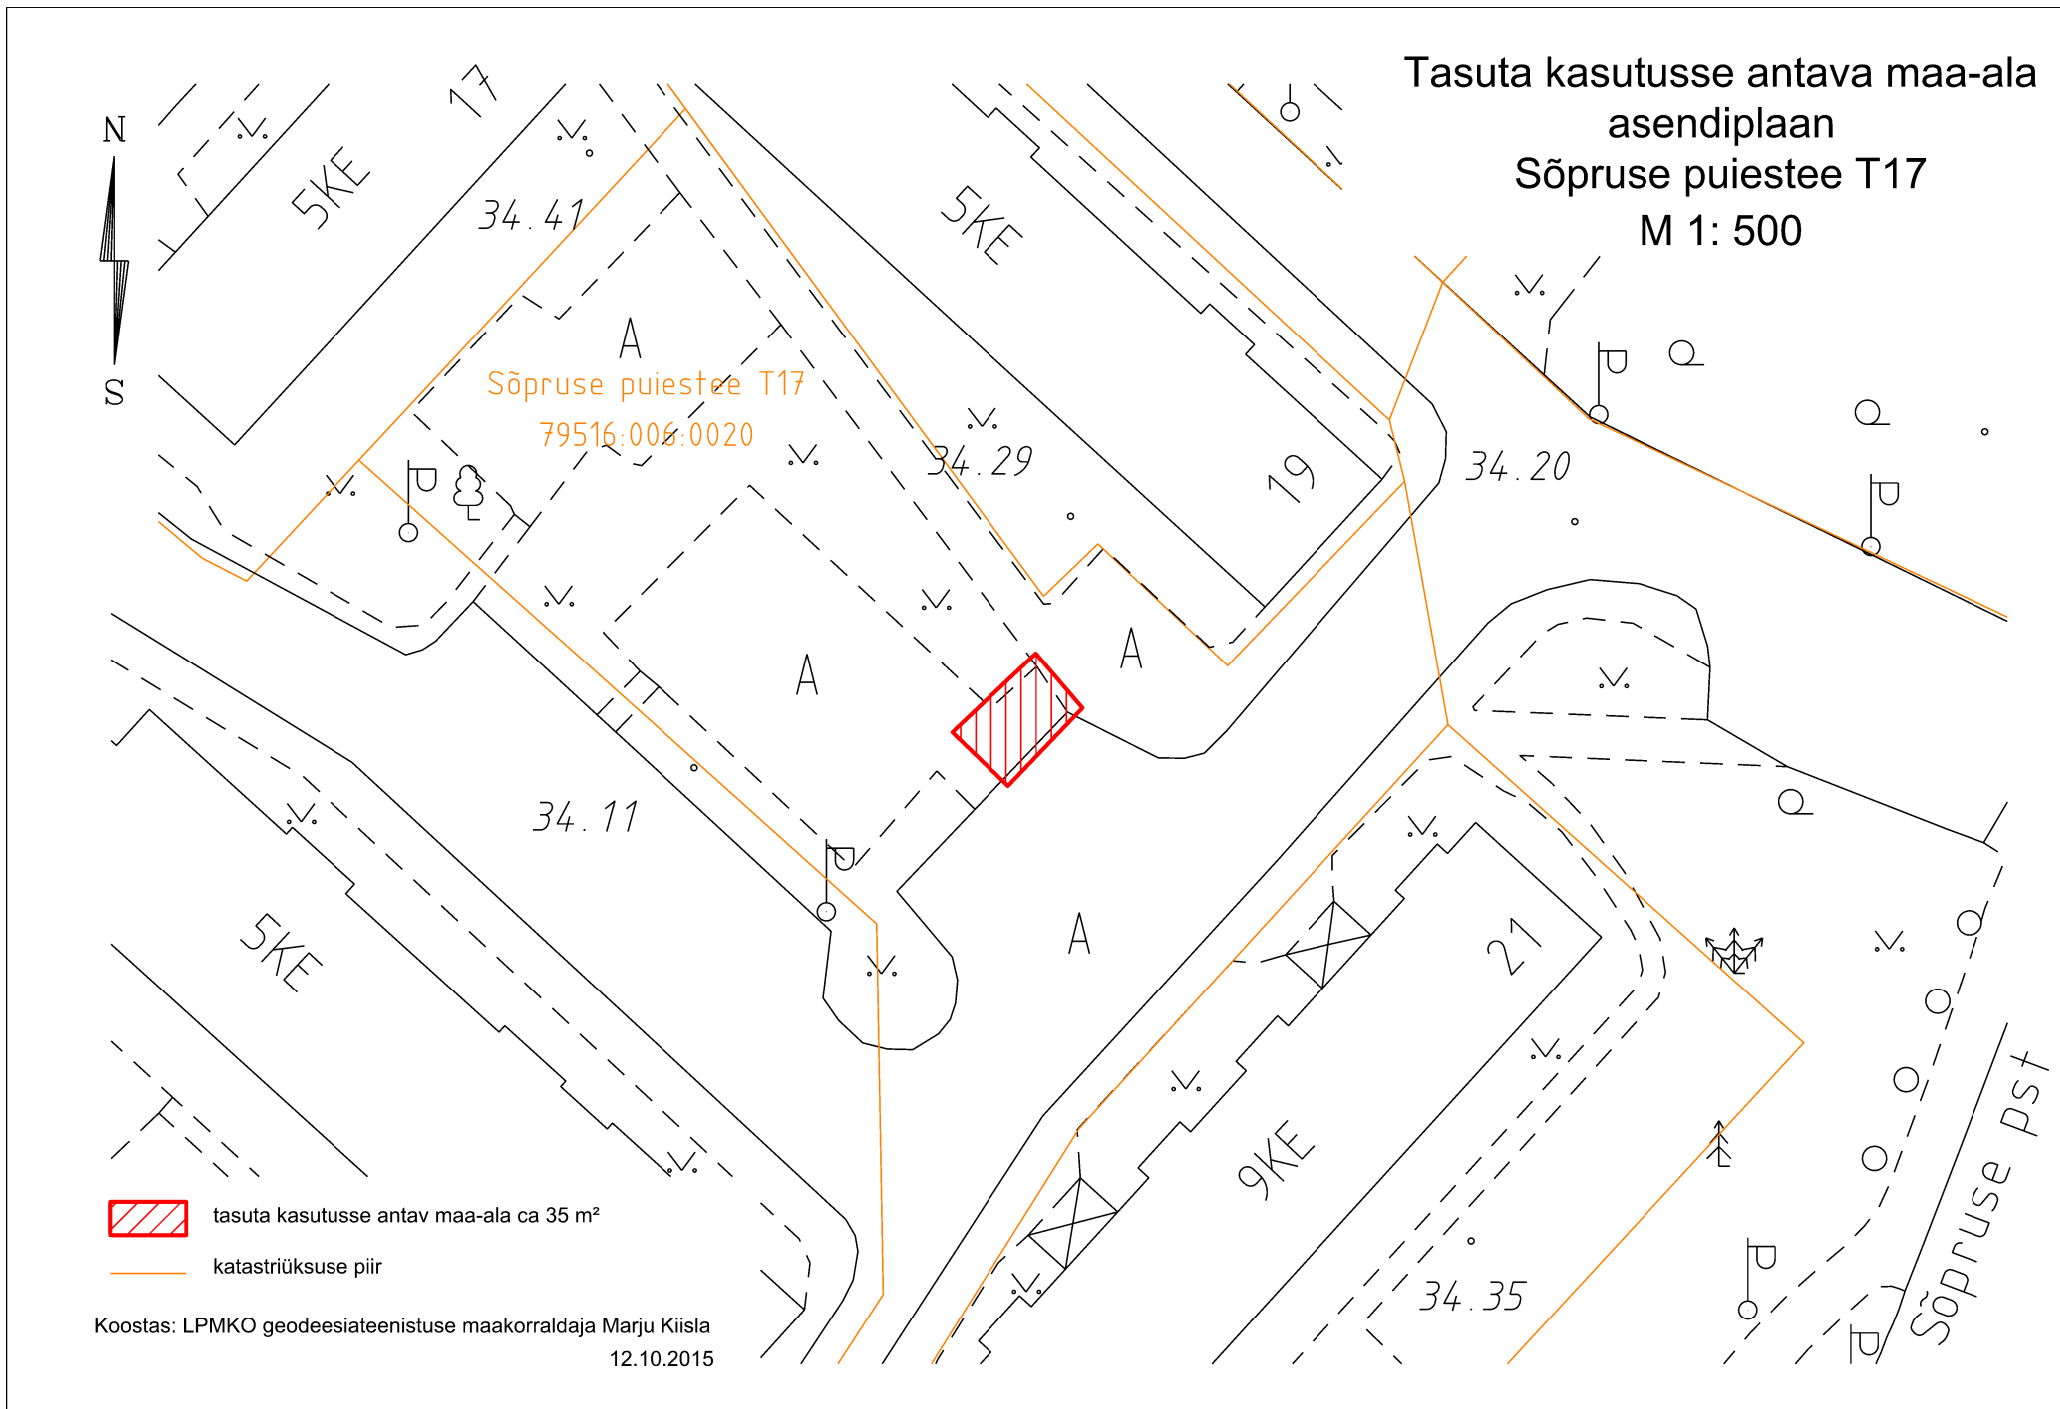 Tasuta kasutusse antava maa-ala
asendiplaan
Sõpruse puiestee T17
M 1: 500
N
S
17
5KE
34.41
5KE
A
Sõpruse puiestee T17
79516:006:0020
34.29
19
34.20
A
A
34.11
5KE
A
21
9KE
34.35
Sõpruse pst
tasuta kasutusse antav maa-ala ca 35 m²
katastriüksuse piir
Koostas: LPMKO geodeesiateenistuse maakorraldaja Marju Kiisla
12.10.2015